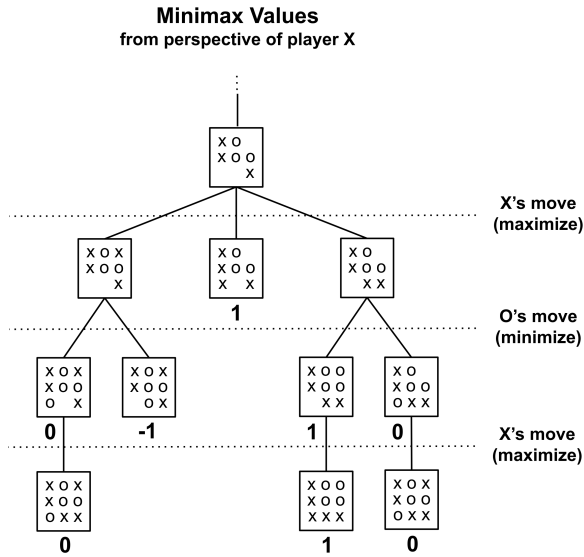 Minimax Values
from perspective of player X
X O
X O O
X
X's move
(maximize)
X O X
X O O
X
X O
X O O
X X
1
X O
X O O
X X
O's move
(minimize)
X O X
X O O
O X
0
X O X
X O O
O X
-1
X O O
X O O
X X
1
X O
X O O
O X X
0
X's move
(maximize)
X O X
X O O
O X X
0
X O O
X O O
X X X
1
X O X
X O O
O X X
0